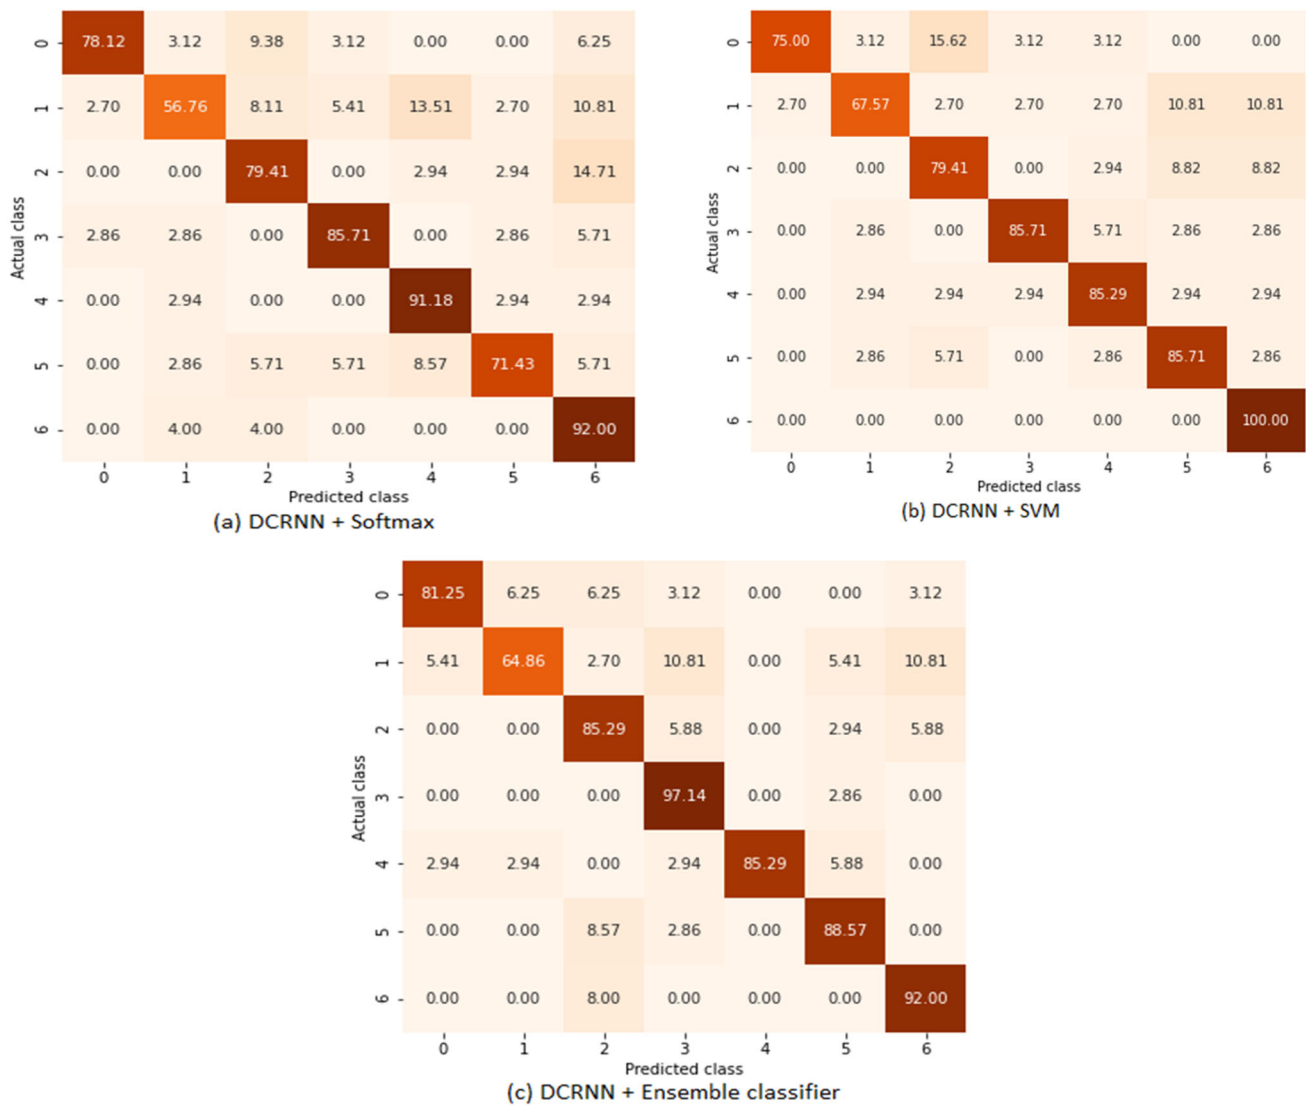 0 78.12 3.12 9.38 3.12 0.00 0.00 6.25
1 2.70 56.76 8.11 5.41 13.51 2.70 10.81
2 0.00 0.00 79.41 0.00 2.94 2.94 14.71
3 2.86 2.86 0.00 85.71 0.00 2.86 5.71
4 0.00 2.94 0.00 0.00 91.18 2.94 2.94
5 0.00 2.86 5.71 5.71 8.57 71.43 5.71
6 0.00 4.00 4.00 0.00 0.00 0.00 92.00
0 1 2 3 4 5 6
Actual class
Predicted class
(a) DCRNN + Softmax
0 75.00 3.12 15.62 3.12 3.12 0.00 0.00
1 2.70 67.57 2.70 2.70 2.70 10.81 10.81
2 0.00 0.00 79.41 0.00 2.94 8.82 8.82
3 0.00 2.86 0.00 85.71 5.71 2.86 2.86
4 0.00 2.94 2.94 2.94 85.29 2.94 2.94
5 0.00 2.86 5.71 0.00 2.86 85.71 2.86
6 0.00 0.00 0.00 0.00 0.00 0.00 100.00
0 1 2 3 4 5 6
Actual class
Predicted class
(b) DCRNN + SVM
0 81.25 6.25 6.25 3.12 0.00 0.00 3.12
1 5.41 64.86 2.70 10.81 0.00 5.41 10.81
2 0.00 0.00 85.29 5.88 0.00 2.94 5.88
3 0.00 0.00 0.00 97.14 0.00 2.86 0.00
4 2.94 2.94 0.00 2.94 85.29 5.88 0.00
5 0.00 0.00 8.57 2.86 0.00 88.57 0.00
6 0.00 0.00 8.00 0.00 0.00 0.00 92.00
0 1 2 3 4 5 6
Actual class
Predicted class
(c) DCRNN + Ensemble classifier